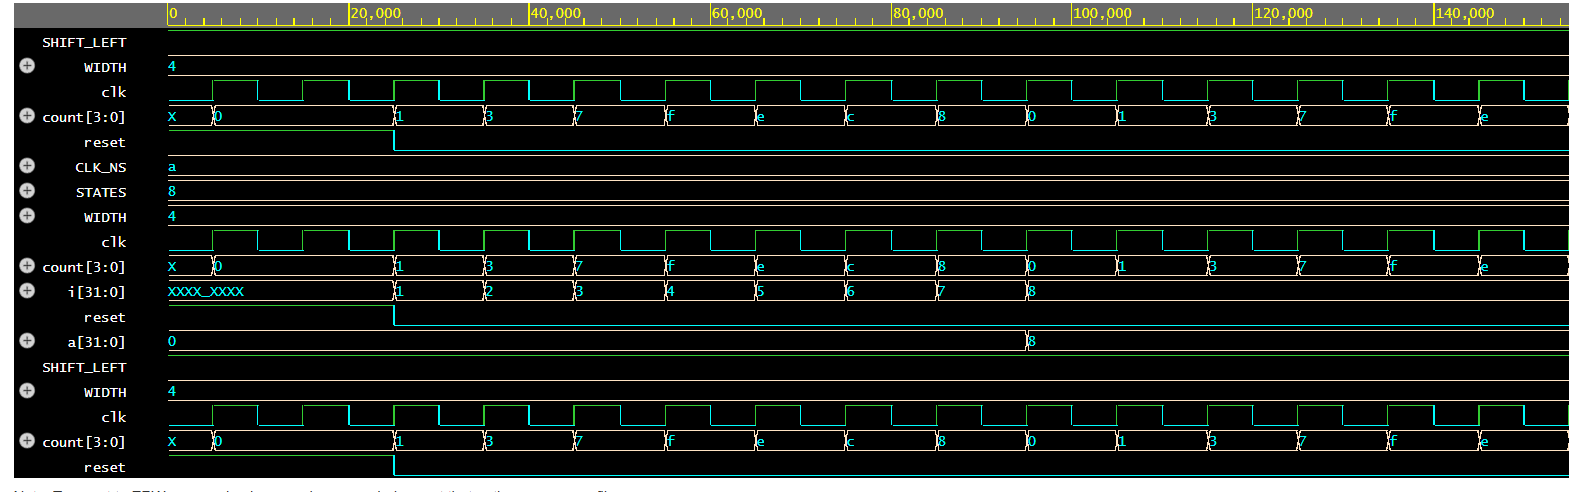 0 20,000 40,000 60,000 80,000 100,000 120,000 140,000
SHIFT_LEFT
WIDTH 4
clk
count[3:0] X 0 1 3 7 f e c 8 0 1 3 7 f e
reset
CLK_NS a
STATES 8
WIDTH 4
clk
count[3:0] X 0 1 3 7 f e c 8 0 1 3 7 f e
i[31:0] XXXX_XXXX 1 2 3 4 5 6 7 8
reset
a[31:0] 0 8
SHIFT_LEFT
WIDTH 4
clk
count[3:0] X 0 1 3 7 f e c 8 0 1 3 7 f e
reset